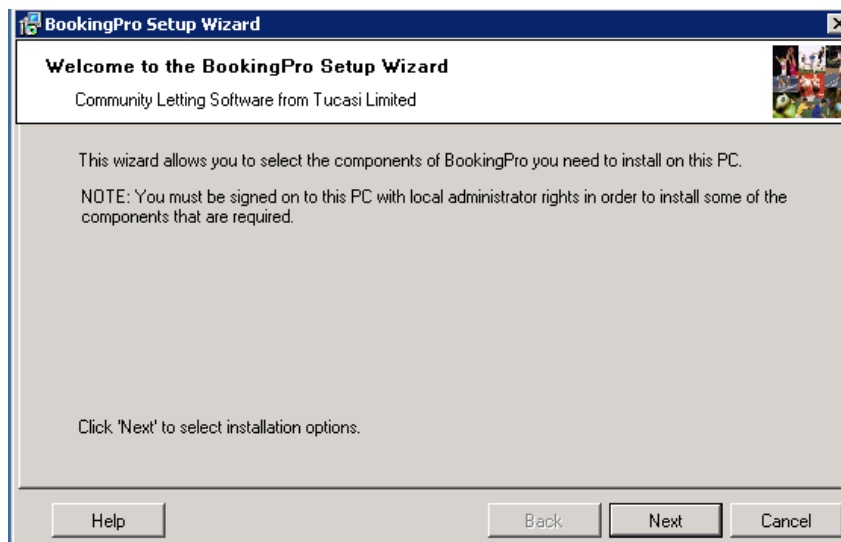 BookingPro Setup Wizard
Welcome to the BookingPro Setup Wizard
Community Letting Software from Tucasi Limited
This wizard allows you to select the components of BookingPro you need to install on this PC.
NOTE: You must be signed on to this PC with local administrator rights in order to install some of the
components that are required.
Click 'Next' to select installation options.
Help Back Next Cancel